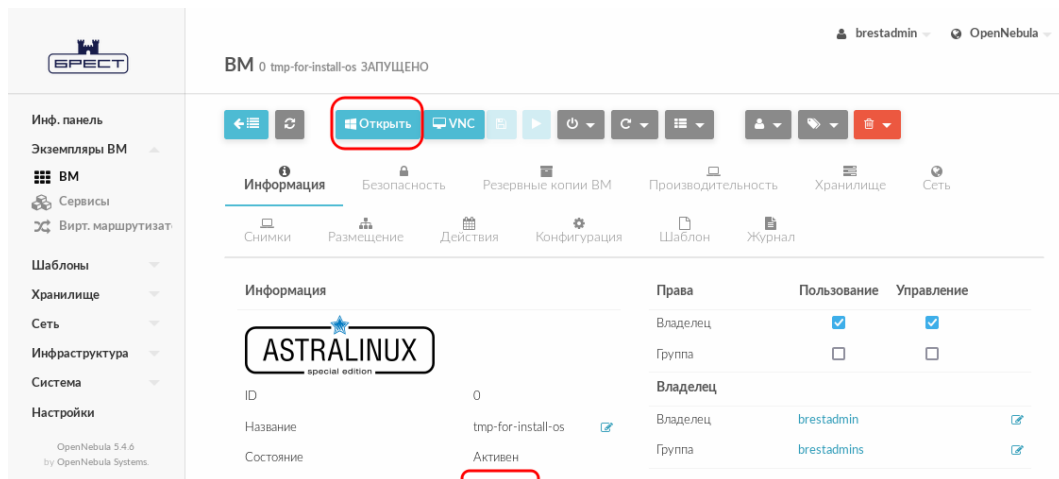 brestadmin OpenNebula
БРЕСТ
ВМ 0 tmp-for-install-os ЗАПУЩЕНО
Инф. панель
Экземпляры ВМ
ВМ
Сервисы
Вирт. маршрутизат
Шаблоны
Хранилище
Сеть
Инфраструктура
Система
Настройки
OpenNebula 5.4.6
by OpenNebula Systems.
Открыть VNC
Информация Безопасность Резервные копии ВМ Производительность Хранилище Сеть
Снимки Размещение Действия Конфигурация Шаблон Журнал
Информация
ASTRALINUX
special edition
ID 0
Название tmp-for-install-os
Состояние Активен
Права Пользование Управление
Владелец
Группа
Владелец
Владелец brestadmin
Группа brestadmins